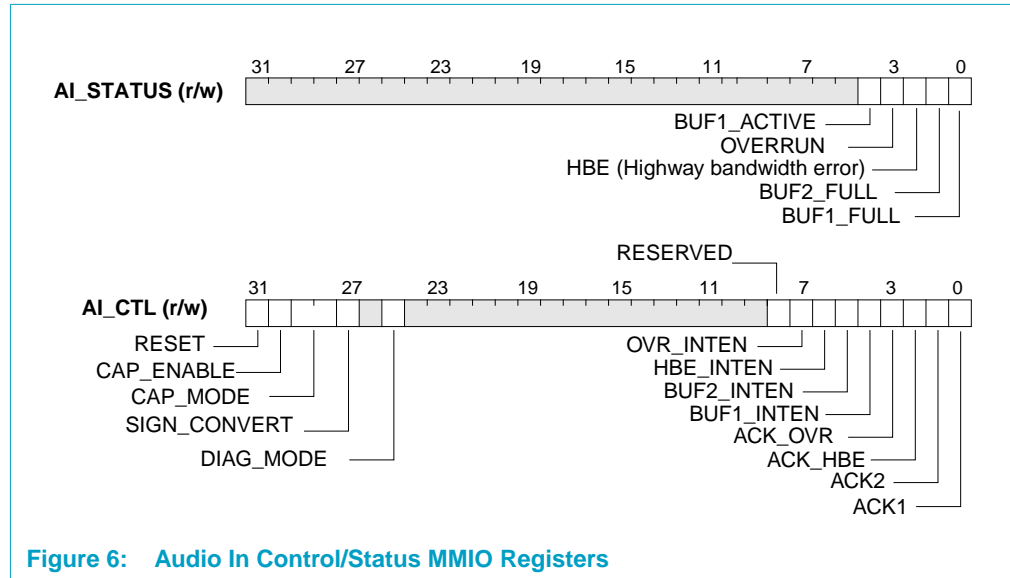 31 27 23 19 15 11 7 3 0
AI_STATUS (r/w)
BUF1_ACTIVE
OVERRUN
HBE (Highway bandwidth error)
BUF2_FULL
BUF1_FULL
RESERVED
31 27 23 19 15 11 7 3 0
AI_CTL (r/w)
RESET
CAP_ENABLE
CAP_MODE
SIGN_CONVERT
DIAG_MODE
OVR_INTEN
HBE_INTEN
BUF2_INTEN
BUF1_INTEN
ACK_OVR
ACK_HBE
ACK2
ACK1
Figure 6: Audio In Control/Status MMIO Registers